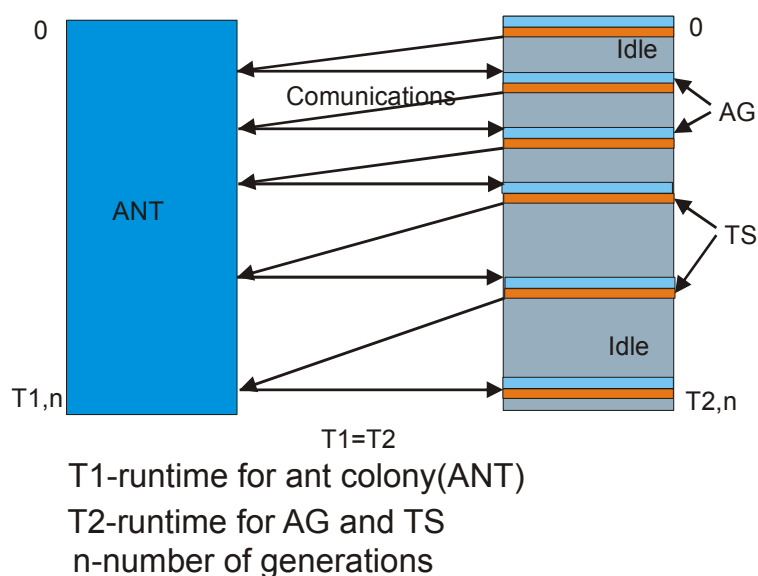 0
0
Idle
Comunications
AG
ANT
TS
Idle
T1,n
T2,n
T1=T2
T1-runtime for ant colony(ANT)
T2-runtime for AG and TS
n-number of generations